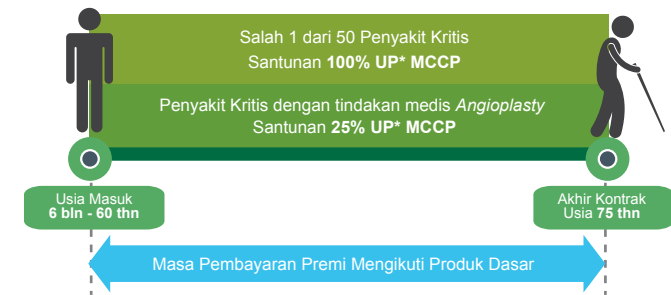 Salah 1 dari 50 Penyakit Kritis
Santunan 100% UP* MCCP
Penyakit Kritis dengan tindakan medis Angioplasty
Santunan 25% UP* MCCP
Usia Masuk
6 bln - 60 thn
Akhir Kontrak
Usia 75 thn
Masa Pembayaran Premi Mengikuti Produk Dasar